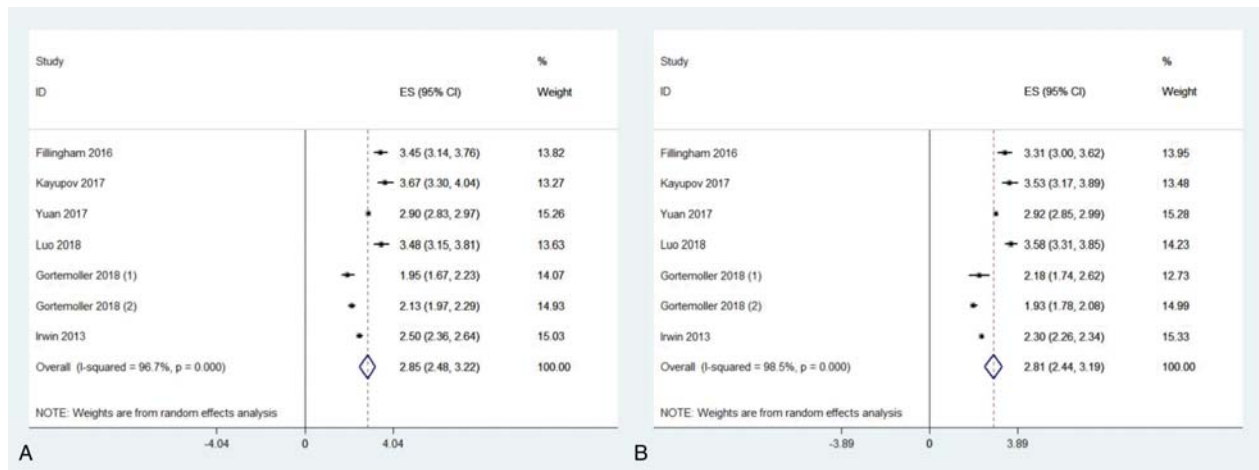 Study %
ID ES (95% CI) Weight
Fillingham 2016 3.45 (3.14, 3.76) 13.82
Kayupov 2017 3.67 (3.30, 4.04) 13.27
Yuan 2017 2.90 (2.83, 2.97) 15.26
Luo 2018 3.48 (3.15, 3.81) 13.63
Gortemoller 2018 (1) 1.95 (1.67, 2.23) 14.07
Gortemoller 2018 (2) 2.13 (1.97, 2.29) 14.93
Irwin 2013 2.50 (2.36, 2.64) 15.03
Overall (I-squared = 96.7%, p = 0.000) 2.85 (2.48, 3.22) 100.00
NOTE: Weights are from random effects analysis
-4.04 0 4.04
A
Study %
ID ES (95% CI) Weight
Fillingham 2016 3.31 (3.00, 3.62) 13.95
Kayupov 2017 3.53 (3.17, 3.89) 13.48
Yuan 2017 2.92 (2.85, 2.99) 15.28
Luo 2018 3.58 (3.31, 3.85) 14.23
Gortemoller 2018 (1) 2.18 (1.74, 2.62) 12.73
Gortemoller 2018 (2) 1.93 (1.78, 2.08) 14.99
Irwin 2013 2.30 (2.26, 2.34) 15.33
Overall (I-squared = 98.5%, p = 0.000) 2.81 (2.44, 3.19) 100.00
NOTE: Weights are from random effects analysis
-3.89 0 3.89
B